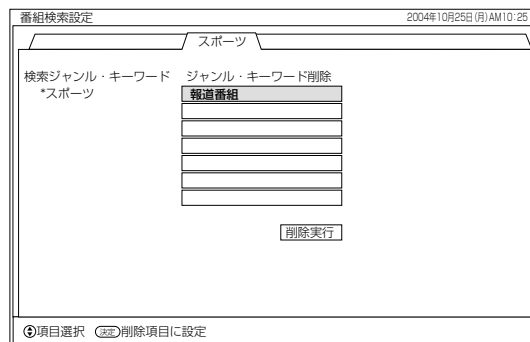 番組検索設定 2004年10月25日(月)AM10:25
スポーツ
検索ジャンル・キーワード ジャンル・キーワード削除
*スポーツ 報道番組
削除実行
項目選択 決定 削除項目に設定